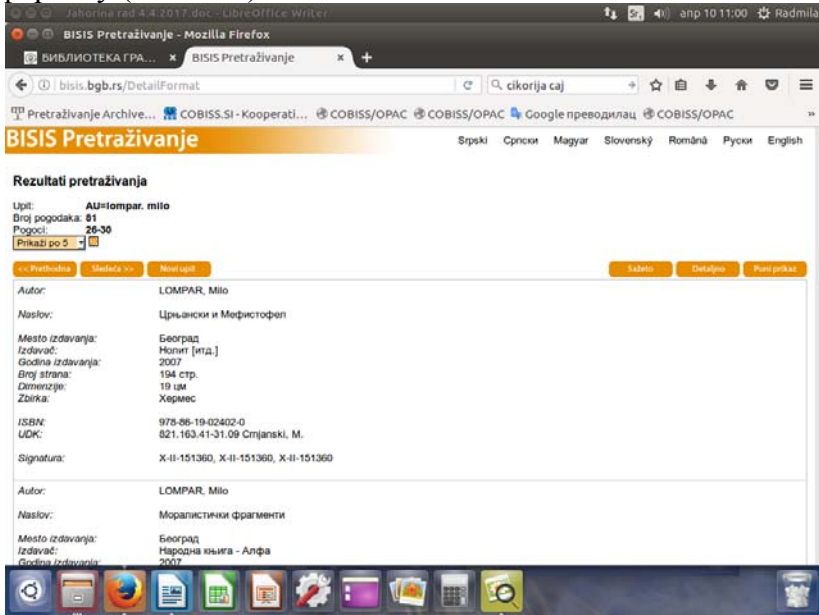 Jahorina rad 4.4.2017.doc - LibreOffice Writer
Sr
апр 10 11:00 Radmila
BISIS Pretraživanje - Mozilla Firefox
БИБЛИОТЕКА ГРА... × BISIS Pretraživanje × +
bisis.bgb.rs/DetailFormat
cikorija caj
Pretraživanje Archive... COBISS.SI - Kooperati... COBISS/OPAC COBISS/OPAC Google преводилац COBISS/OPAC »
BISIS Pretraživanje
Srpski Српски Magyar Slovenský Română Руски English
Rezultati pretraživanja
Upit: AU=lompar. milo
Broj pogodaka: 81
Pogoci: 26-30
Prikaži po 5
<< Prethodna Sledeća >> Novi upit Sažeto Detaljno Puni prikaz
Autor: LOMPAR, Milo
Naslov: Црњански и Мефистофел
Mesto izdavanja: Београд
Izdavač: Нолит [итд.]
Godina izdavanja: 2007
Broj strana: 194 стр.
Dimenzije: 19 цм
Zbirka: Хермес
ISBN: 978-86-19-02402-0
UDK: 821.163.41-31.09 Crnjanski, M.
Signatura: X-II-151360, X-II-151360, X-II-151360
Autor: LOMPAR, Milo
Naslov: Моралистички фрагменти
Mesto izdavanja: Београд
Izdavač: Народна књига - Алфа
Godina izdavanja: 2007